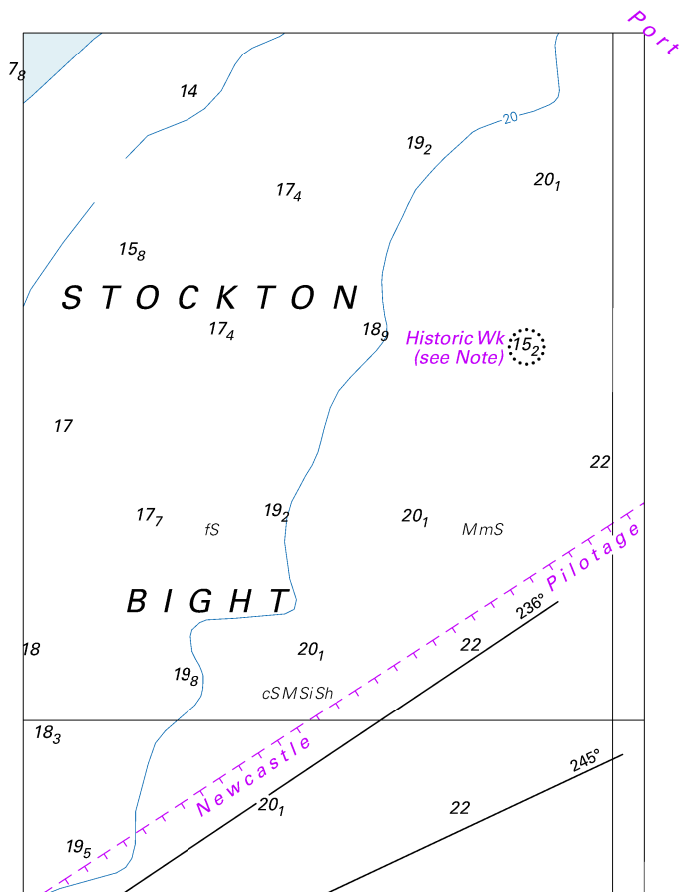 Port
7₈
14
20
19₂
20₁
17₄
15₈
STOCKTON
17₄
18₉
Historic Wk
(see Note)
15₂
17
22
17₇
fS
19₂
20₁
MmS
Pilotage
BIGHT
236°
18
20₁
22
19₈
cSMSiSh
18₃
Newcastle
245°
20₁
22
19₅